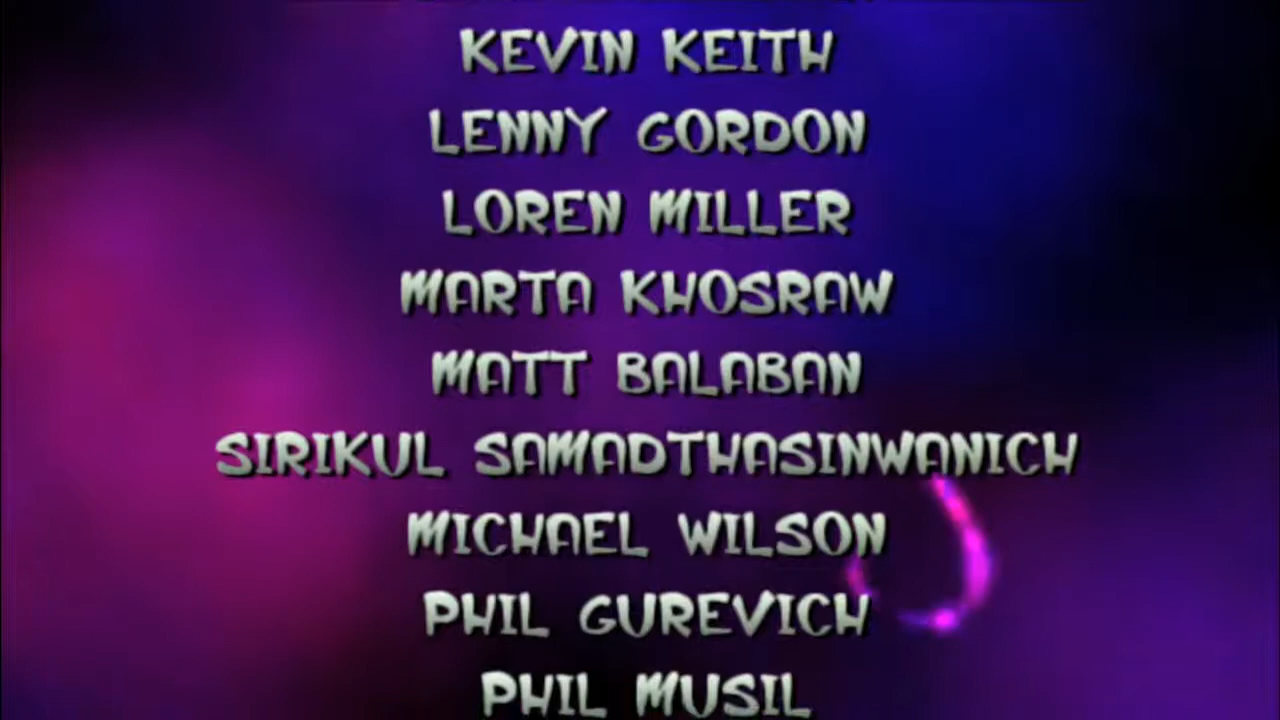 KEVIN KEITH
LENNY GORDON
LOREN MILLER
MARTA KHOSRAW
MATT BALABAN
SIRIKUL SAMADTHASINWANICH
MICHAEL WILSON
PHIL GUREVICH
PHIL MUSIL